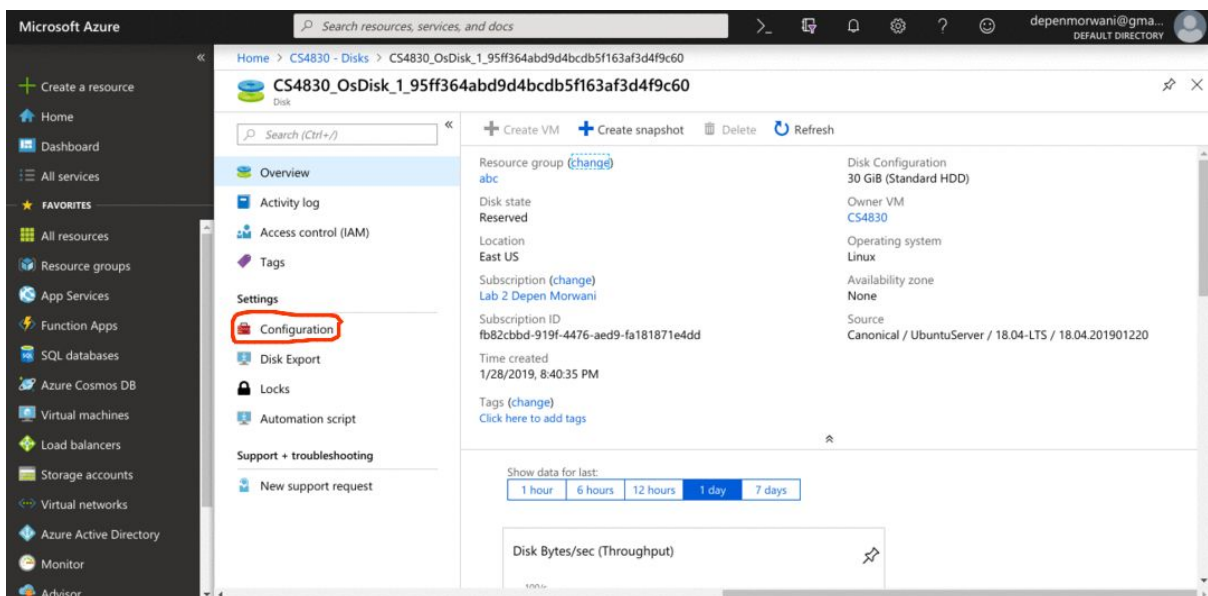 Microsoft Azure
Search resources, services, and docs
depenmorwani@gma...
DEFAULT DIRECTORY
Create a resource
Home
Dashboard
All services
FAVORITES
All resources
Resource groups
App Services
Function Apps
SQL databases
Azure Cosmos DB
Virtual machines
Load balancers
Storage accounts
Virtual networks
Azure Active Directory
Monitor
Advisor
Home > CS4830 - Disks > CS4830_OsDisk_1_95ff364abd9d4bcdb5f163af3d4f9c60
CS4830_OsDisk_1_95ff364abd9d4bcdb5f163af3d4f9c60
Disk
Search (Ctrl+/)
Overview
Activity log
Access control (IAM)
Tags
Settings
Configuration
Disk Export
Locks
Automation script
Support + troubleshooting
New support request
Create VM Create snapshot Delete Refresh
Resource group (change)
abc
Disk state
Reserved
Location
East US
Subscription (change)
Lab 2 Depen Morwani
Subscription ID
fb82cbbd-919f-4476-aed9-fa181871e4dd
Time created
1/28/2019, 8:40:35 PM
Tags (change)
Click here to add tags
Disk Configuration
30 GiB (Standard HDD)
Owner VM
CS4830
Operating system
Linux
Availability zone
None
Source
Canonical / UbuntuServer / 18.04-LTS / 18.04.201901220
Show data for last:
1 hour 6 hours 12 hours 1 day 7 days
Disk Bytes/sec (Throughput)